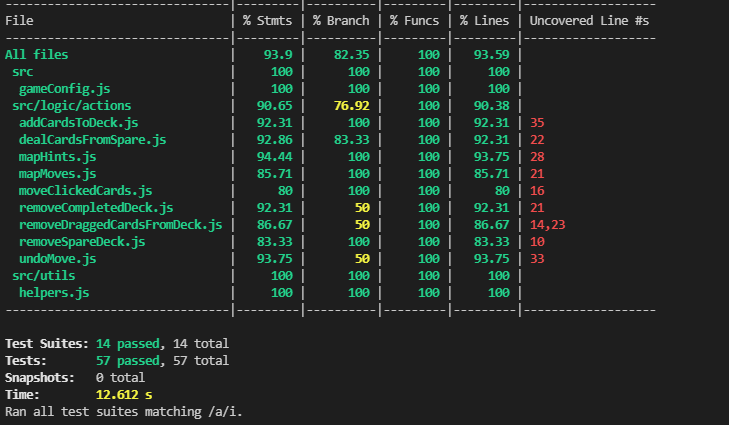 -------------------------------|---------|----------|---------|---------|-------------------
File                           | % Stmts | % Branch | % Funcs | % Lines | Uncovered Line #s
-------------------------------|---------|----------|---------|---------|-------------------
All files                      |    93.9 |    82.35 |     100 |   93.59 |
 src                           |     100 |      100 |     100 |     100 |
  gameConfig.js                |     100 |      100 |     100 |     100 |
 src/logic/actions             |   90.65 |    76.92 |     100 |   90.38 |
  addCardsToDeck.js            |   92.31 |      100 |     100 |   92.31 | 35
  dealCardsFromSpare.js        |   92.86 |    83.33 |     100 |   92.31 | 22
  mapHints.js                  |   94.44 |      100 |     100 |   93.75 | 28
  mapMoves.js                  |   85.71 |      100 |     100 |   85.71 | 21
  moveClickedCards.js          |      80 |      100 |     100 |      80 | 16
  removeCompletedDeck.js       |   92.31 |       50 |     100 |   92.31 | 21
  removeDraggedCardsFromDeck.js |   86.67 |       50 |     100 |   86.67 | 14,23
  removeSpareDeck.js           |   83.33 |      100 |     100 |   83.33 | 10
  undoMove.js                  |   93.75 |       50 |     100 |   93.75 | 33
 src/utils                     |     100 |      100 |     100 |     100 |
  helpers.js                   |     100 |      100 |     100 |     100 |
-------------------------------|---------|----------|---------|---------|-------------------
Test Suites: 14 passed, 14 total
Tests:       57 passed, 57 total
Snapshots:   0 total
Time:        12.612 s
Ran all test suites matching /a/i.